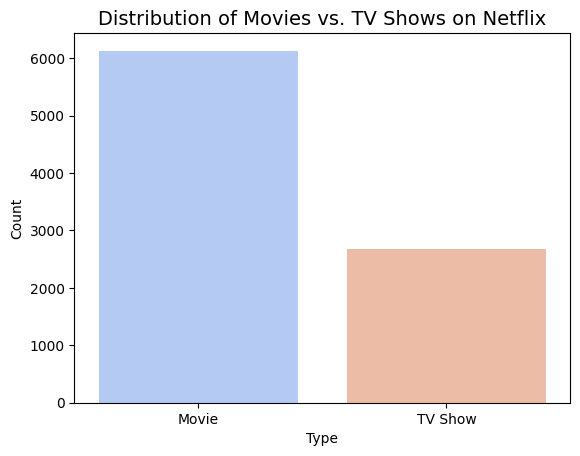 Distribution of Movies vs. TV Shows on Netflix
6000
5000
4000
3000
2000
1000
0
Count
Movie
TV Show
Type